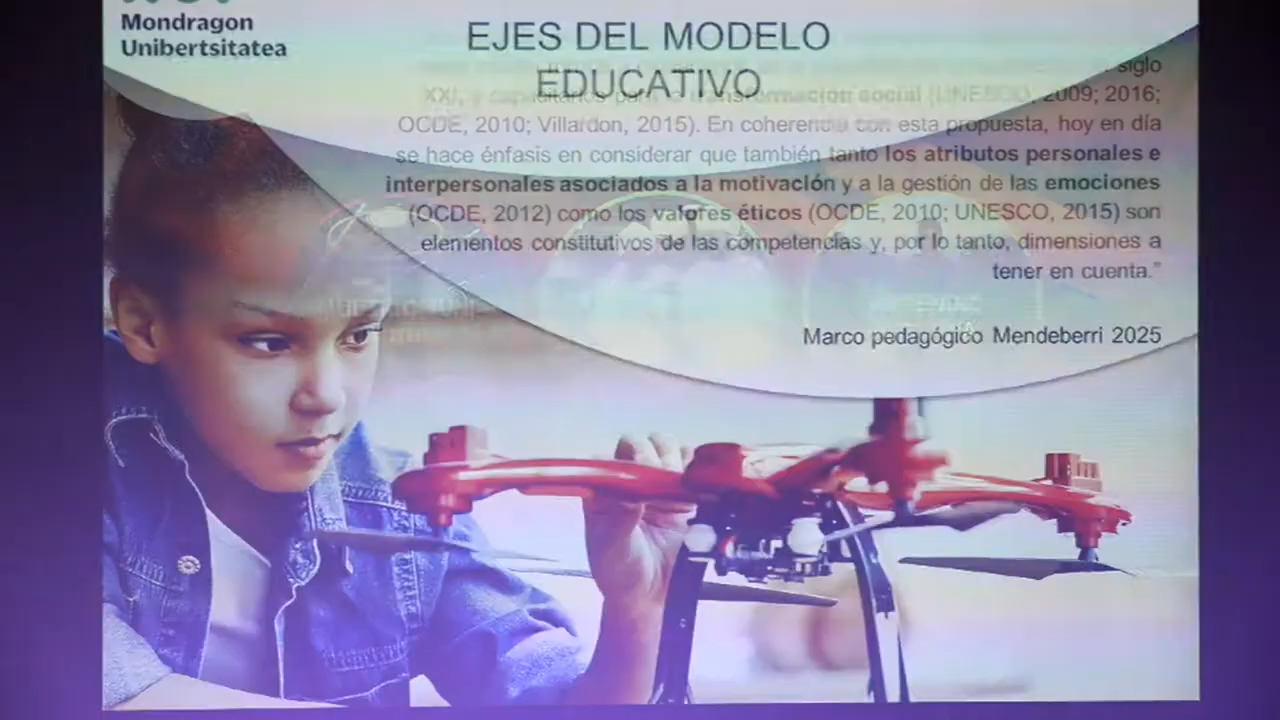 Mondragon
Unibertsitatea
EJES DEL MODELO
EDUCATIVO
siglo
XXI, y capacitarlos para la transformación social (UNESCO, 2009; 2016;
OCDE, 2010; Villardon, 2015). En coherencia con esta propuesta, hoy en día
se hace énfasis en considerar que también tanto los atributos personales e
interpersonales asociados a la motivación y a la gestión de las emociones
(OCDE, 2012) como los valores éticos (OCDE, 2010; UNESCO, 2015) son
elementos constitutivos de las competencias y, por lo tanto, dimensiones a
tener en cuenta.”
Marco pedagógico Mendeberri 2025